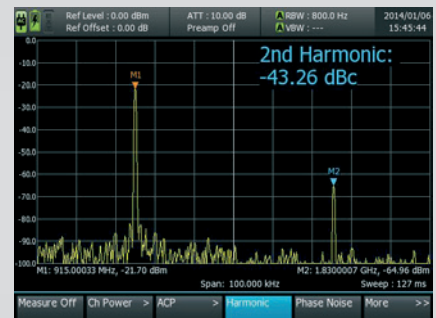 Ref Level : 0.00 dBm ATT : 10.00 dB RBW : 800.0 Hz 2014/01/06
Ref Offset : 0.00 dB Preamp Off VBW : --- 15:45:44
2nd Harmonic:
-43.26 dBc
0.0
-10.0
-20.0
-30.0
-40.0
-50.0
-60.0
-70.0
-80.0
-90.0
-100.0
M1
M2
M1: 915.00033 MHz, -21.70 dBm M2: 1.8300007 GHz, -64.96 dBm
Span: 100.000 kHz Sweep : 127 ms
Measure Off Ch Power > ACP > Harmonic Phase Noise More >>